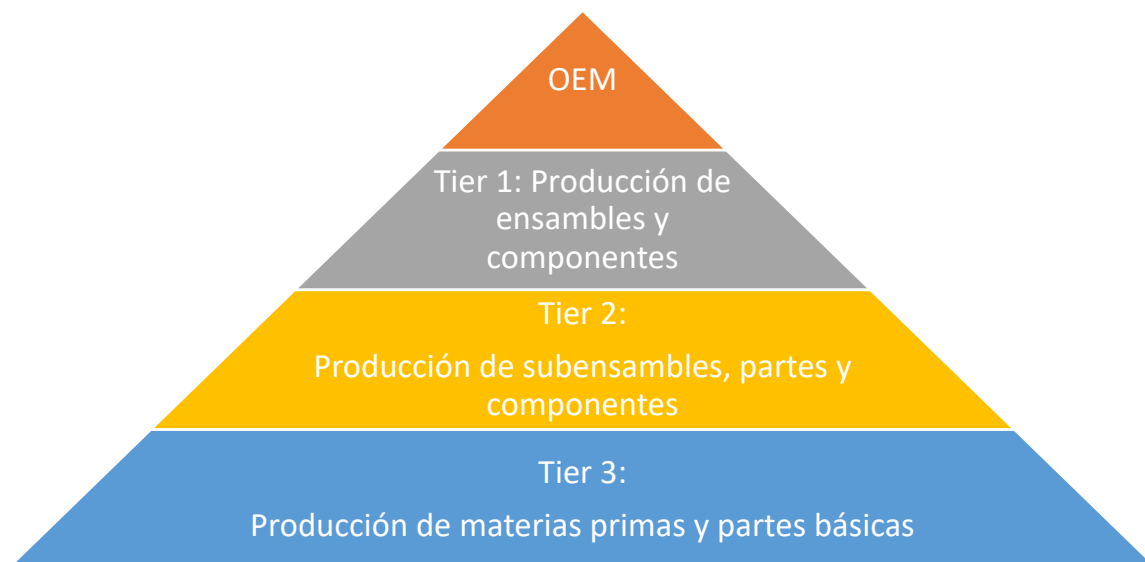 OEM
Tier 1: Producción de
ensambles y
componentes
Tier 2:
Producción de subensambles, partes y
componentes
Tier 3:
Producción de materias primas y partes básicas